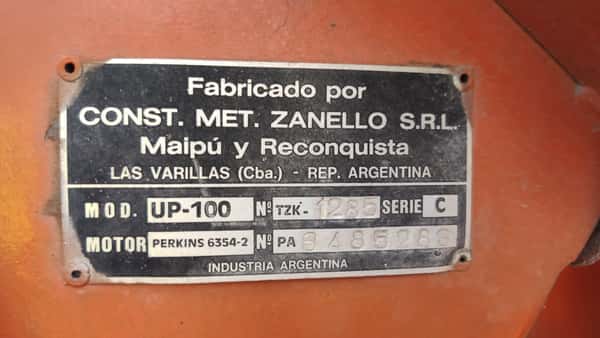 Fabricado por
CONST. MET. ZANELLO S.R.L.
Maipú y Reconquista
LAS VARILLAS (Cba.) - REP. ARGENTINA
MOD. UP-100 Nº TZK- 1285 SERIE C
MOTOR PERKINS 6354-2 Nº PA
INDUSTRIA ARGENTINA